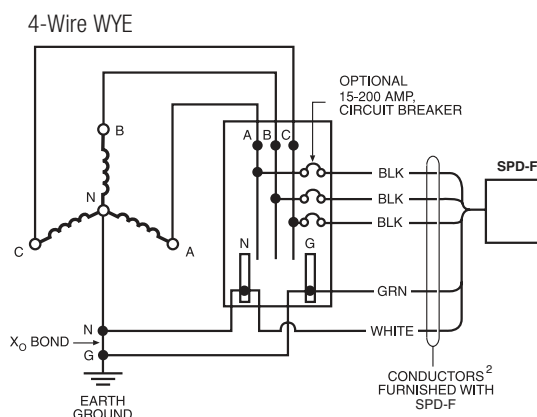 4-Wire WYE
OPTIONAL
15-200 AMP,
CIRCUIT BREAKER
B
A B C
SPD-F
BLK
N
BLK
BLK
C
A
N
G
GRN
N
WHITE
X₀ BOND
G
CONDUCTORS²
FURNISHED WITH
SPD-F
EARTH
GROUND